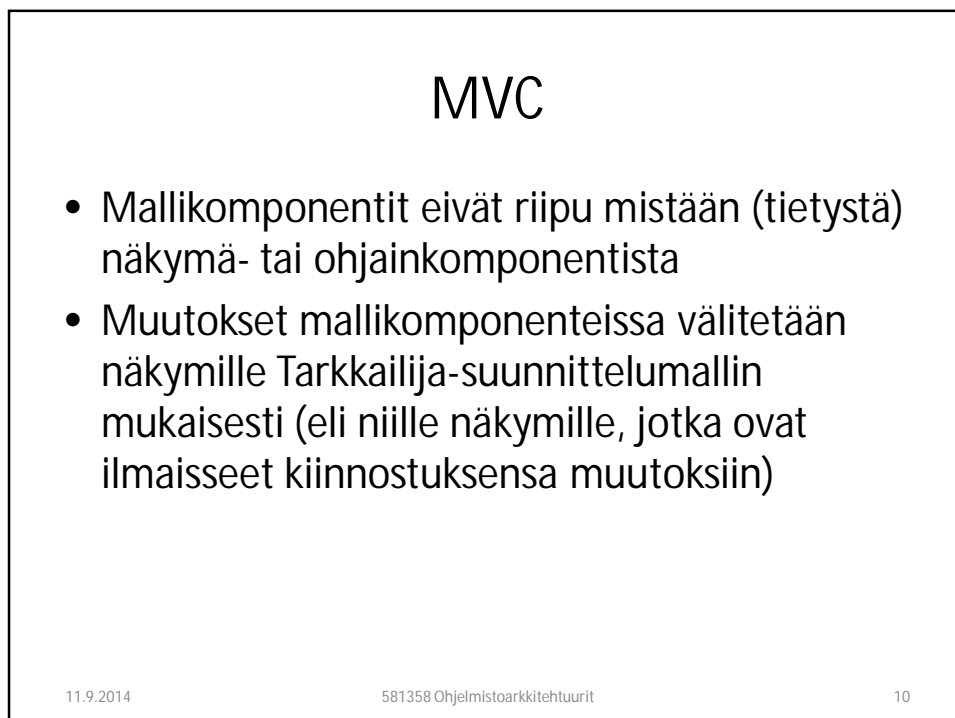 MVC
• Mallikomponentit eivät riipu mistään (tietystä)
näkymä- tai ohjainkomponentista
• Muutokset mallikomponenteissa välitetään
näkymille Tarkkailija-suunnittelumallin
mukaisesti (eli niille näkymille, jotka ovat
ilmaisseet kiinnostuksensa muutoksiin)
11.9.2014 581358 Ohjelmistoarkkitehtuurit 10